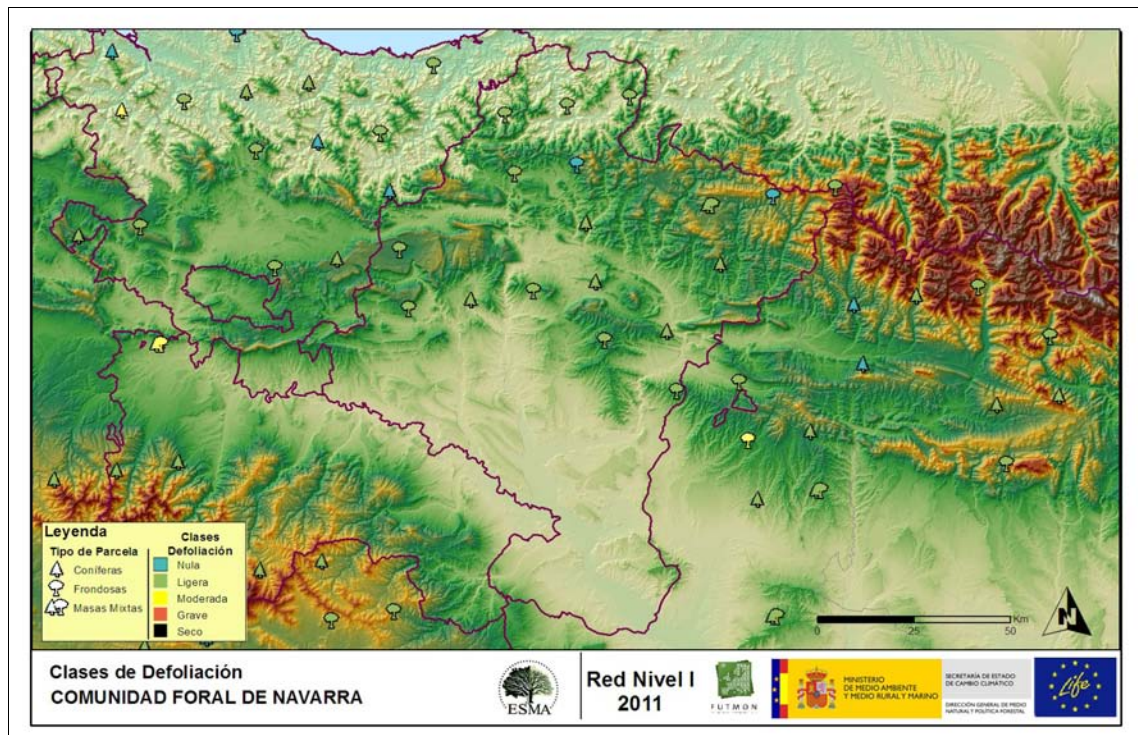 Leyenda
Tipo de Parcela
Coníferas
Frondosas
Masas Mixtas
Clases
Defoliación
Nula
Ligera
Moderada
Grave
Seco
0 25 50 Km
N
Clases de Defoliación
COMUNIDAD FORAL DE NAVARRA
ESMA
Red Nivel I
2011
FUTMON
MINISTERIO
DE MEDIO AMBIENTE
Y MEDIO RURAL Y MARINO
SECRETARÍA DE ESTADO
DE CAMBIO CLIMÁTICO
DIRECCIÓN GENERAL DE MEDIO
NATURAL Y POLÍTICA FORESTAL
Life